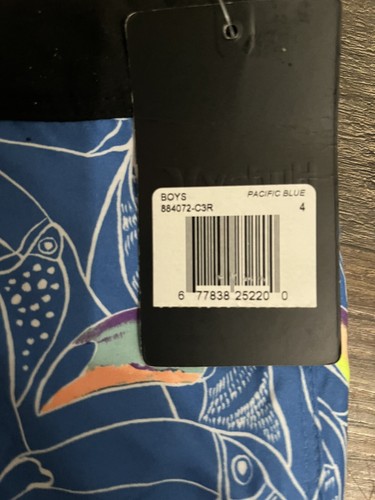 BOYS PACIFIC BLUE
884072-C3R 4
6 77838 25220 0